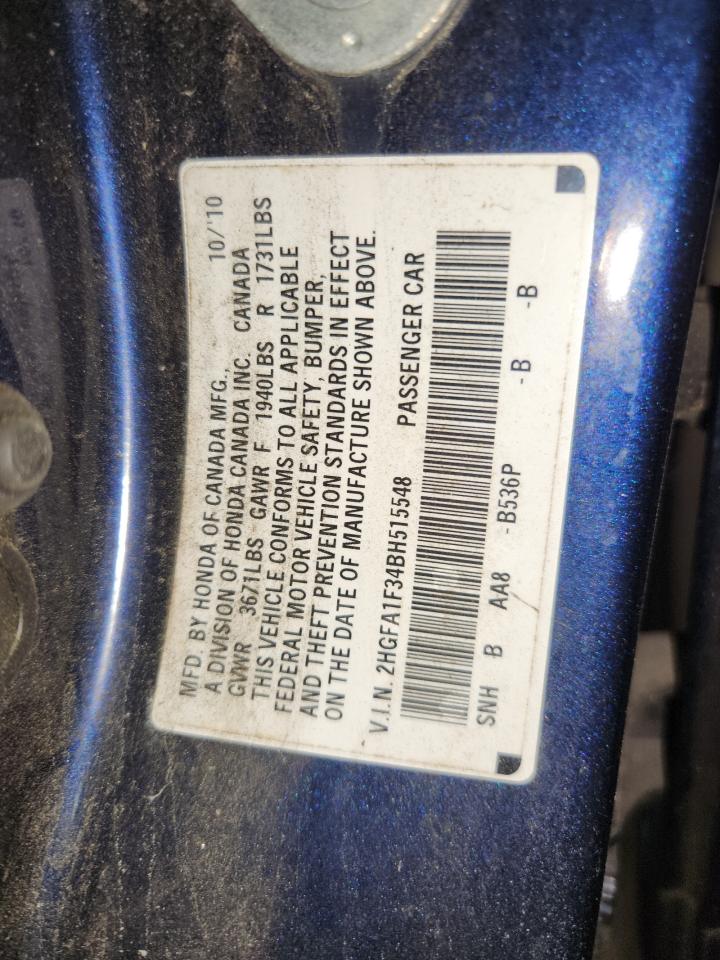 MFD. BY HONDA OF CANADA MFG., 10/'10
A DIVISION OF HONDA CANADA INC. CANADA
GVWR 3671LBS GAWR F 1940LBS R 1731LBS
THIS VEHICLE CONFORMS TO ALL APPLICABLE
FEDERAL MOTOR VEHICLE SAFETY, BUMPER,
AND THEFT PREVENTION STANDARDS IN EFFECT
ON THE DATE OF MANUFACTURE SHOWN ABOVE.
V.I.N. 2HGFA1F34BH515548 PASSENGER CAR
SNH B AA8 -B536P -B -B